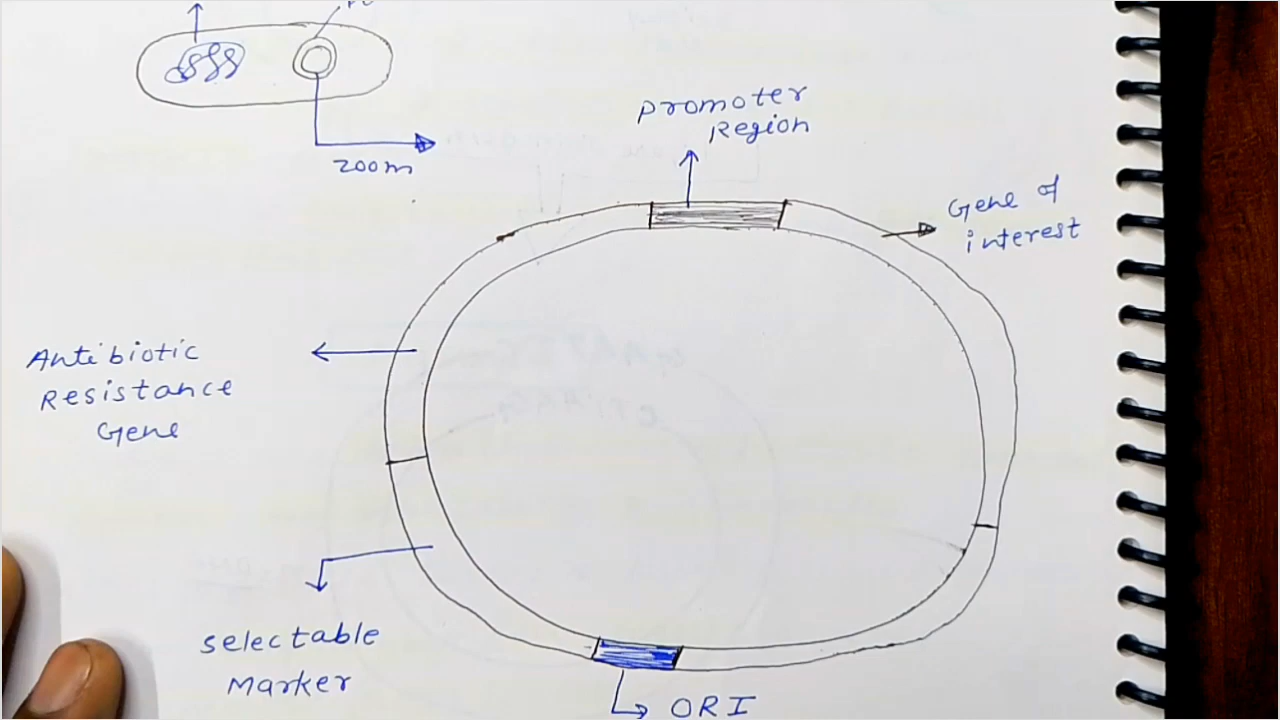 Promoter
Region
Zoom
Gene of
interest
Antibiotic
Resistance
Gene
Selectable
Marker
ORI